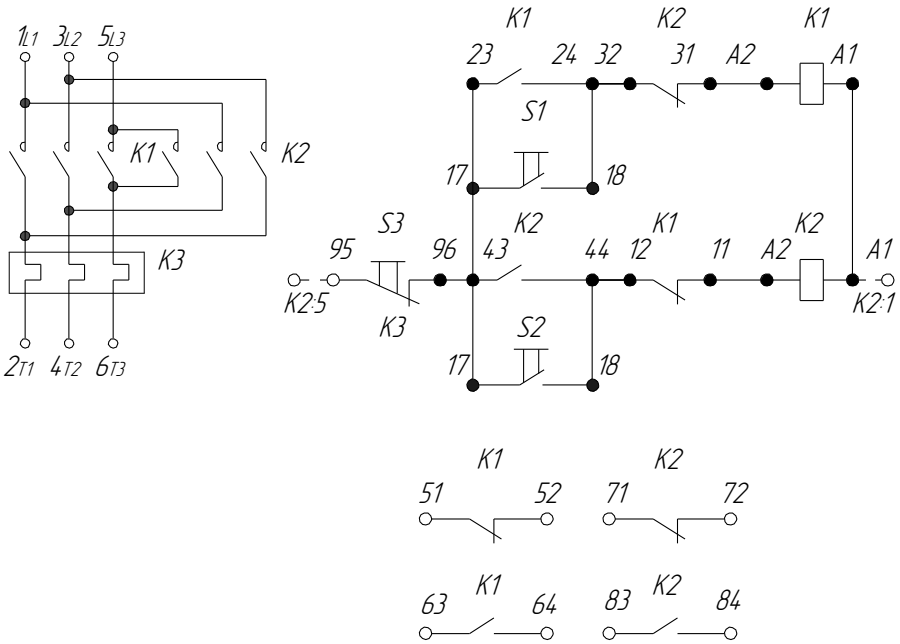 1L1 3L2 5L3
K1 K2
K3
2T1 4T2 6T3
K1 K2 K1
23 24 32 31 A2 A1
S1
17 18
S3 K2 K1 K2
95 96 43 44 12 11 A2 A1
K2:5 K3 K2:1
S2
17 18
K1 K2
51 52 71 72
K1 K2
63 64 83 84